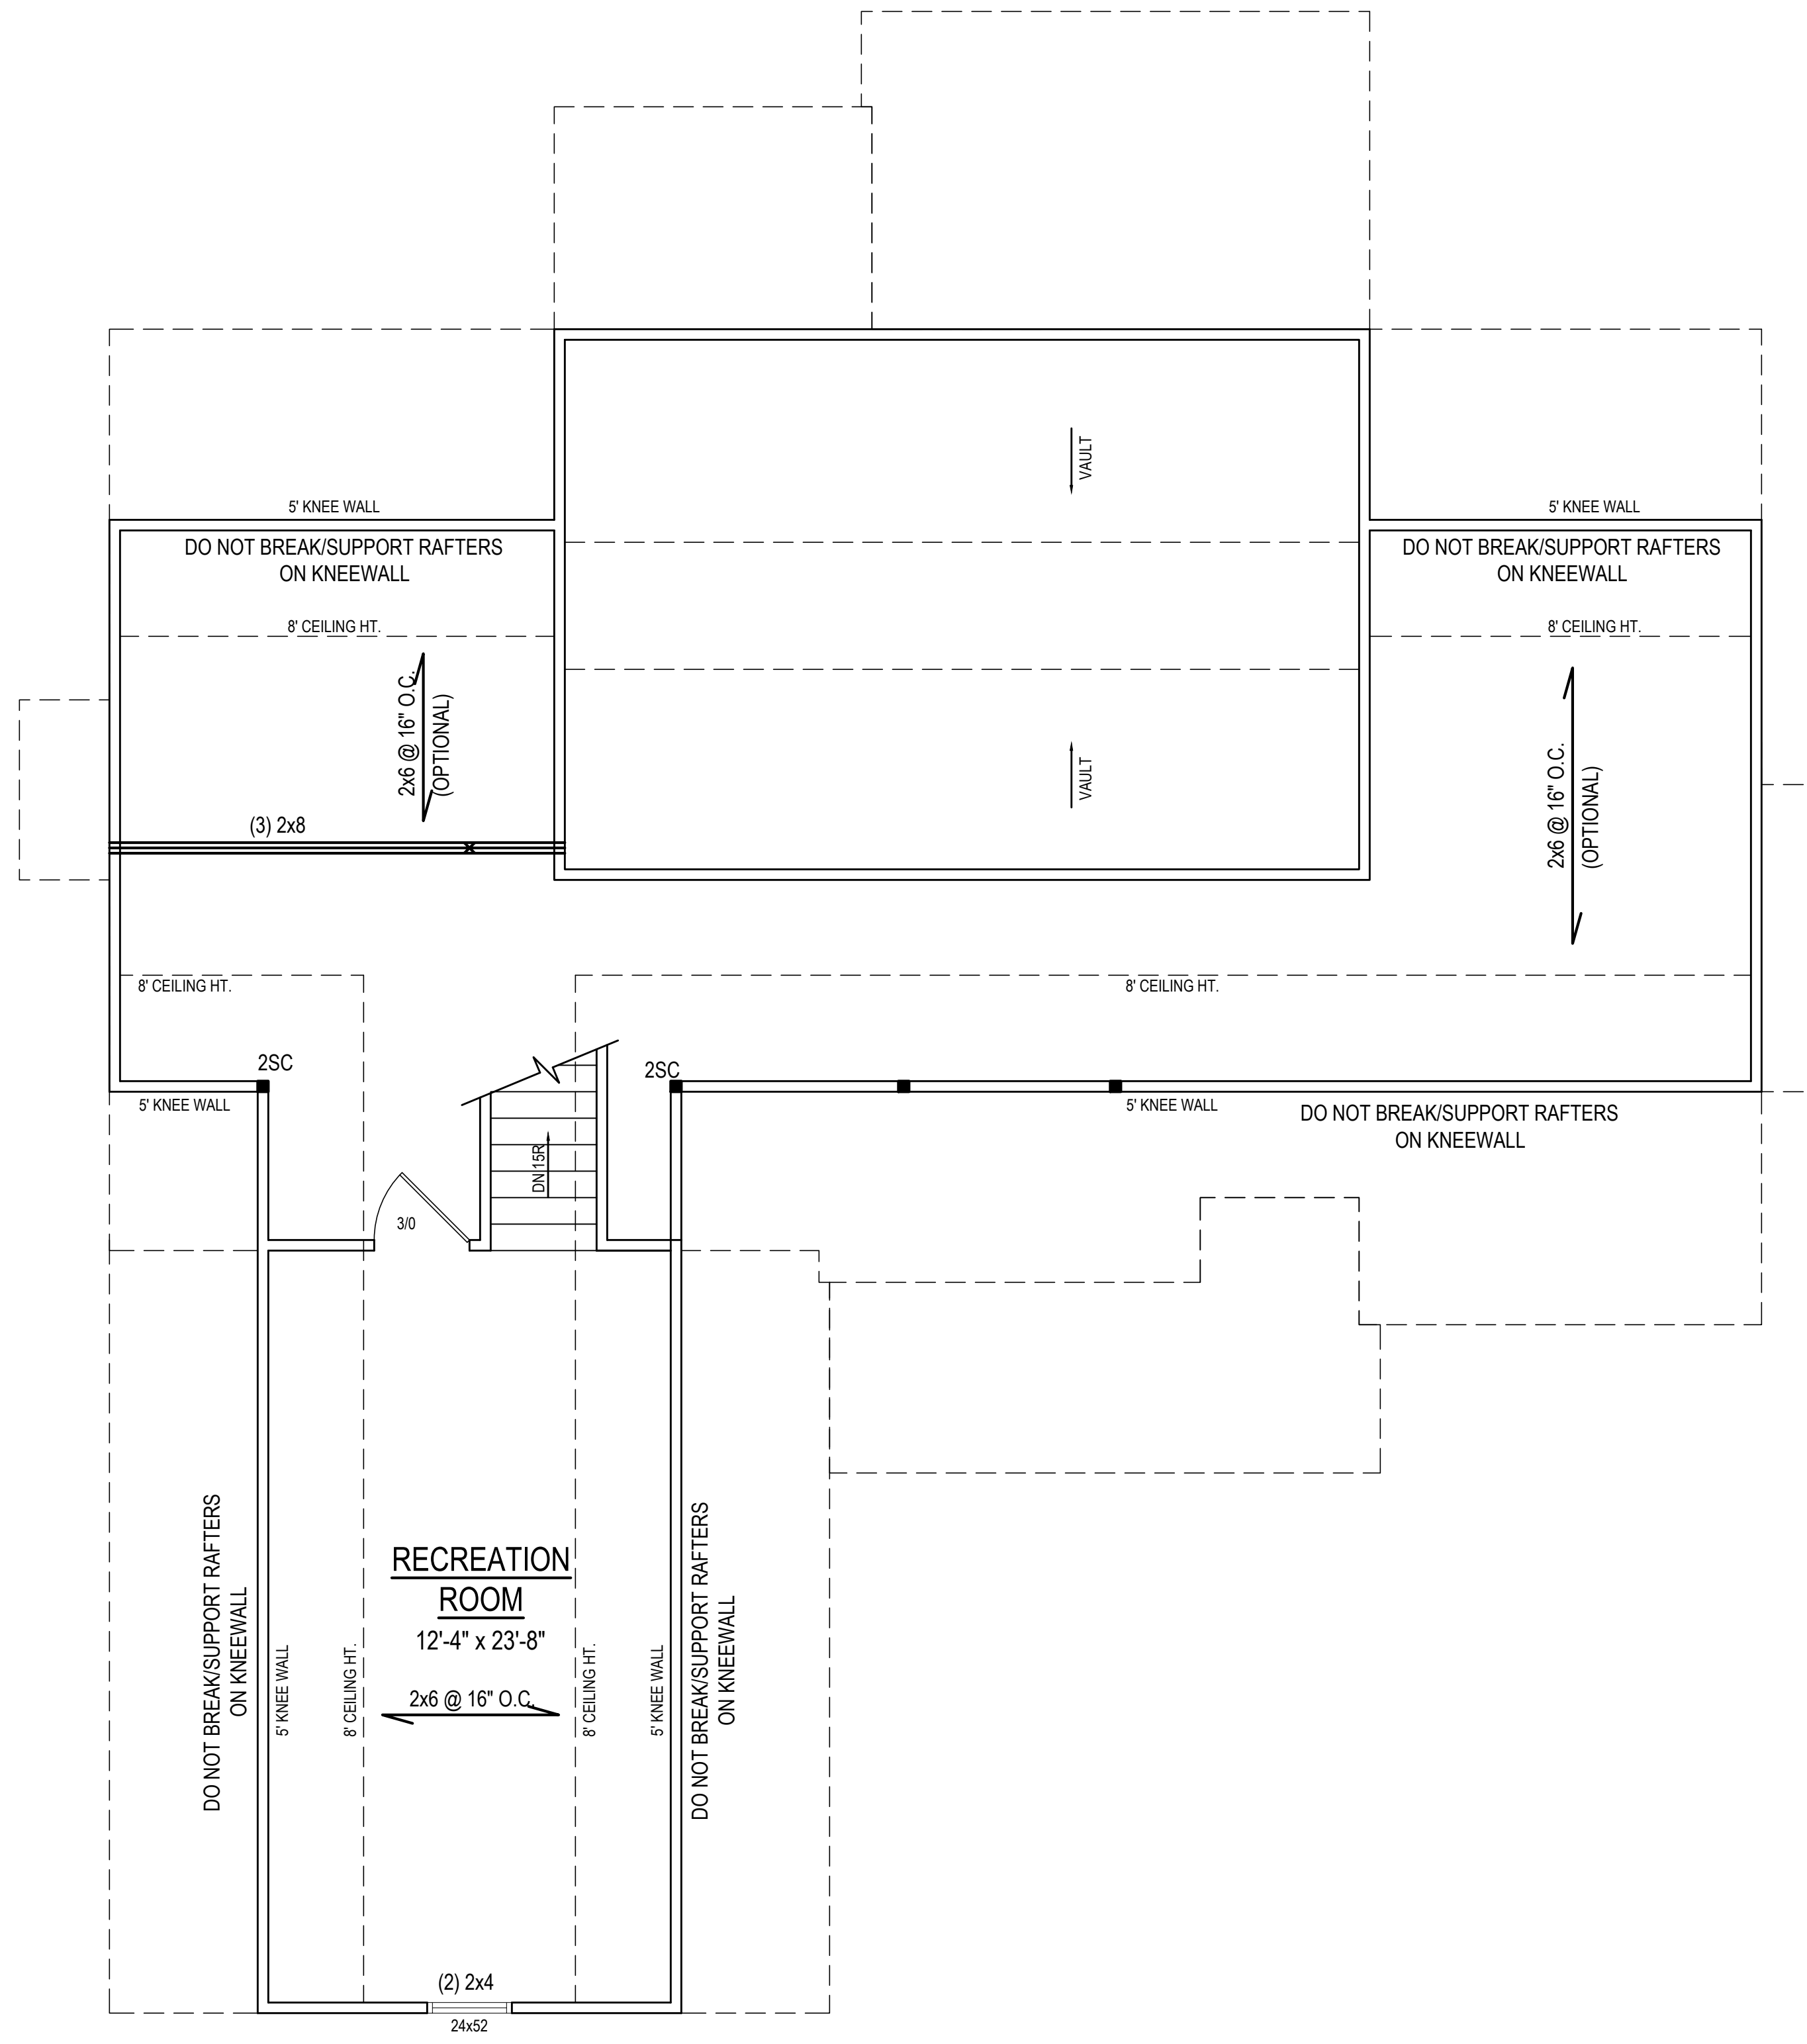 VAULT
5' KNEE WALL
5' KNEE WALL
DO NOT BREAK/SUPPORT RAFTERS
ON KNEEWALL
DO NOT BREAK/SUPPORT RAFTERS
ON KNEEWALL
8' CEILING HT.
8' CEILING HT.
2x6 @ 16" O.C.
(OPTIONAL)
VAULT
2x6 @ 16" O.C.
(OPTIONAL)
(3) 2x8
8' CEILING HT.
8' CEILING HT.
2SC
2SC
5' KNEE WALL
5' KNEE WALL
DO NOT BREAK/SUPPORT RAFTERS
ON KNEEWALL
DN 15R
3/0
DO NOT BREAK/SUPPORT RAFTERS
ON KNEEWALL
5' KNEE WALL
8' CEILING HT.
RECREATION
ROOM
12'-4" x 23'-8"
2x6 @ 16" O.C.
8' CEILING HT.
5' KNEE WALL
DO NOT BREAK/SUPPORT RAFTERS
ON KNEEWALL
(2) 2x4
24x52